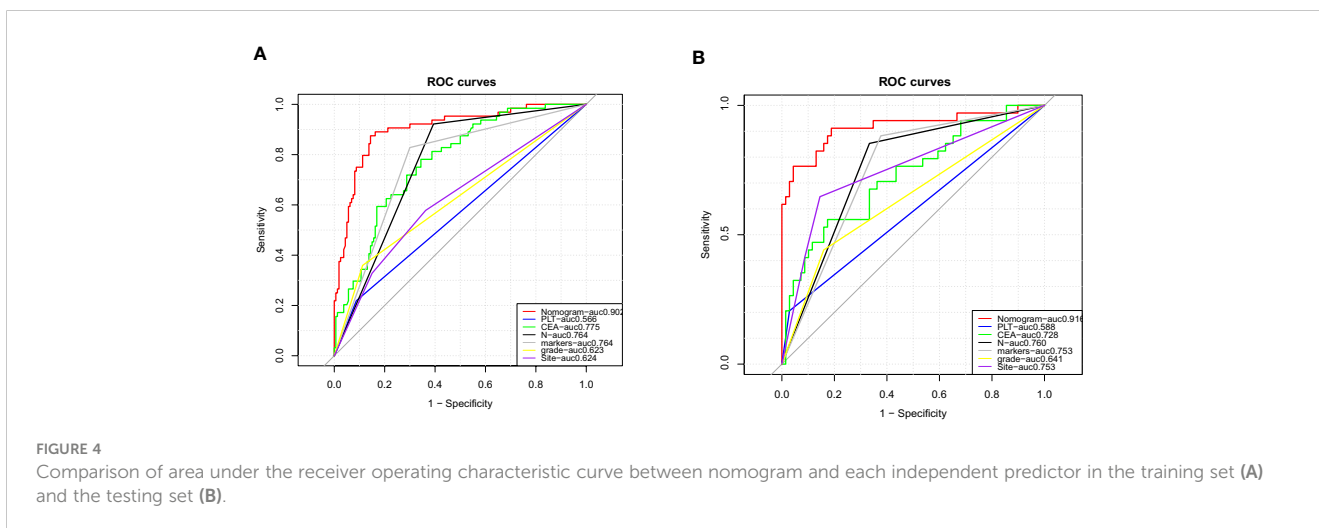 A
ROC curves
Sensitivity
1.0
0.8
0.6
0.4
0.2
0.0
Nomogram-auc0.902
PLT-auc0.566
CEA-auc0.775
N-auc0.764
markers-auc0.764
grade-auc0.623
Site-auc0.624
0.0 0.2 0.4 0.6 0.8 1.0
1 − Specificity
B
ROC curves
Sensitivity
1.0
0.5
0.0
Nomogram-auc0.916
PLT-auc0.588
CEA-auc0.728
N-auc0.760
markers-auc0.753
grade-auc0.641
Site-auc0.753
0.0 0.2 0.4 0.6 0.8 1.0
1 − Specificity
FIGURE 4
Comparison of area under the receiver operating characteristic curve between nomogram and each independent predictor in the training set (A)
and the testing set (B).